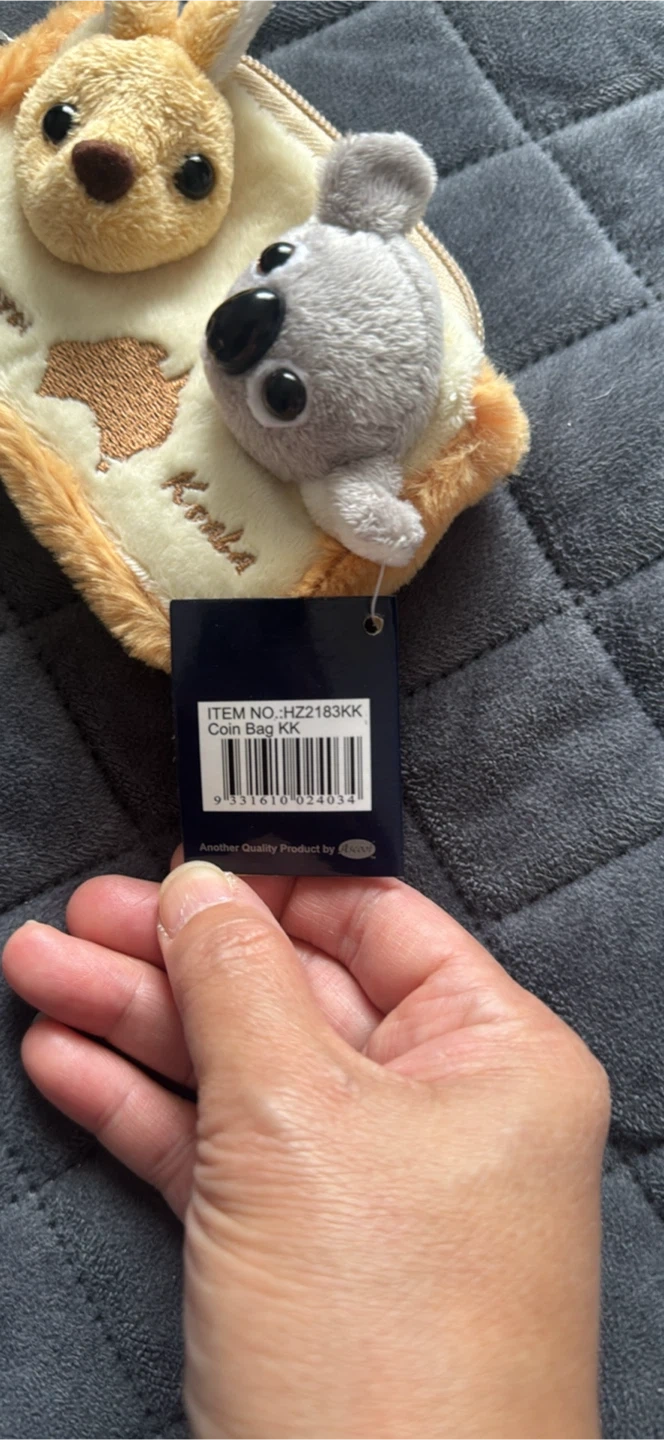 Koala
ITEM NO.:HZ2183KK
Coin Bag KK
9 331610 024034
Another Quality Product by